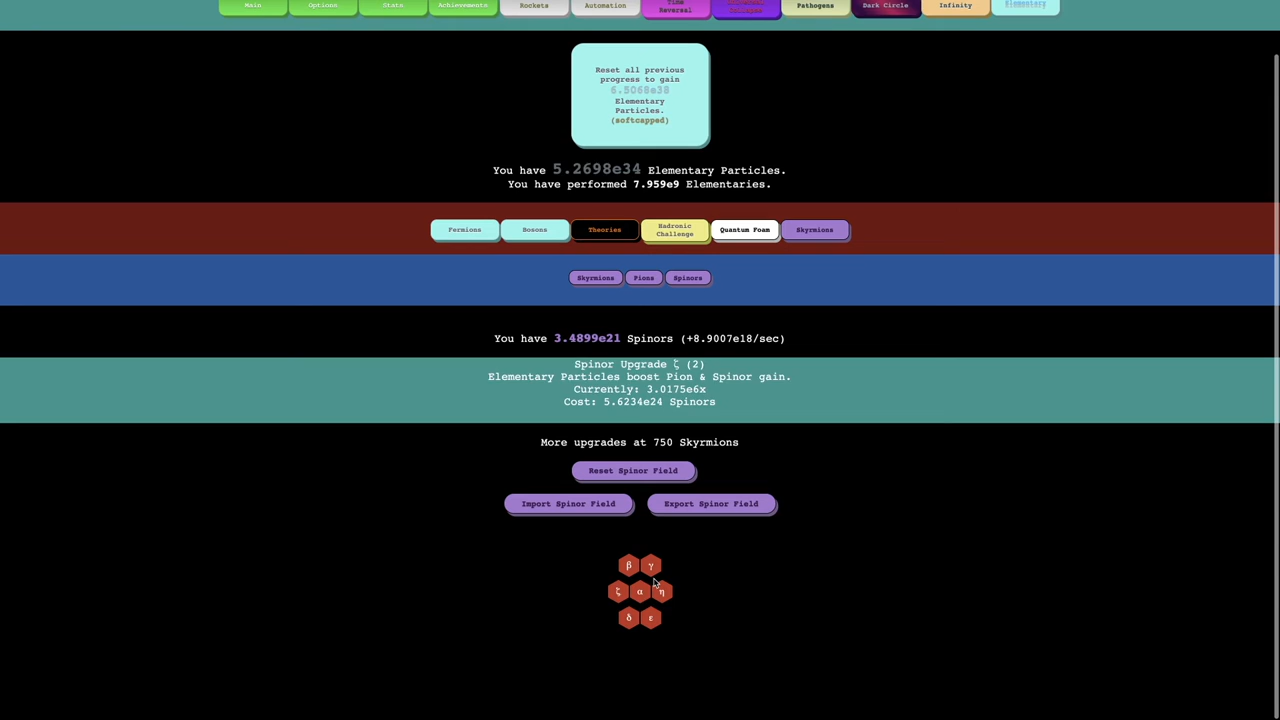 Main Options Stats Achievements Rockets Automation Time Reversal Pathogens Dark Circle Infinity Elementary
Reset all previous
progress to gain
6.5068e38
Elementary
Particles.
(softcapped)
You have 5.2698e34 Elementary Particles.
You have performed 7.959e9 Elementaries.
Fermions Bosons Theories Hadronic Challenge Quantum Foam Skyrmions
Skyrmions Pions Spinors
You have 3.4899e21 Spinors (+8.9007e18/sec)
Spinor Upgrade ζ (2)
Elementary Particles boost Pion & Spinor gain.
Currently: 3.0175e6x
Cost: 5.6234e24 Spinors
More upgrades at 750 Skyrmions
Reset Spinor Field
Import Spinor Field Export Spinor Field
β γ
ζ α η
δ ε